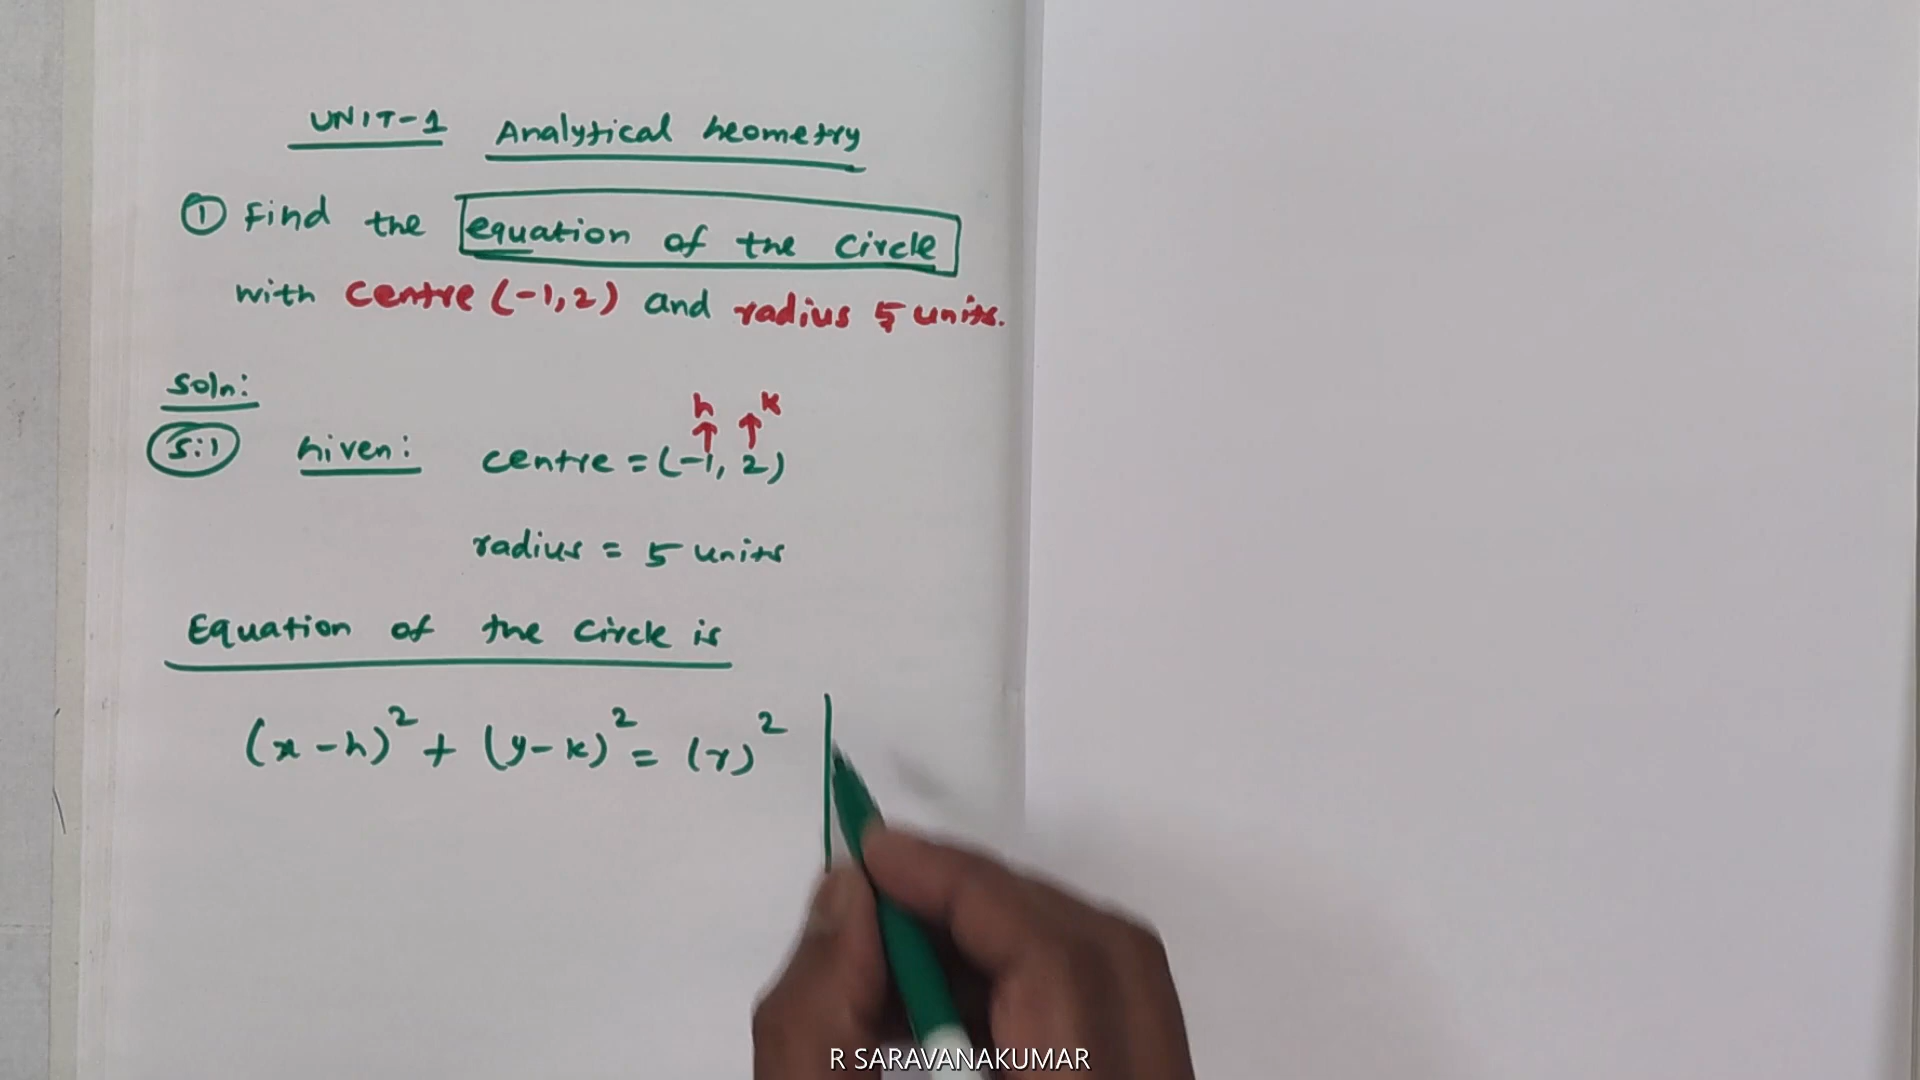 UNIT-1 Analytical Geometry
① Find the equation of the circle
with centre (-1, 2) and radius 5 units.
Soln:
S:1 Given: centre = (-1, 2)
h k
radius = 5 units
Equation of the circle is
(x - h)² + (y - k)² = (r)²
R SARAVANAKUMAR